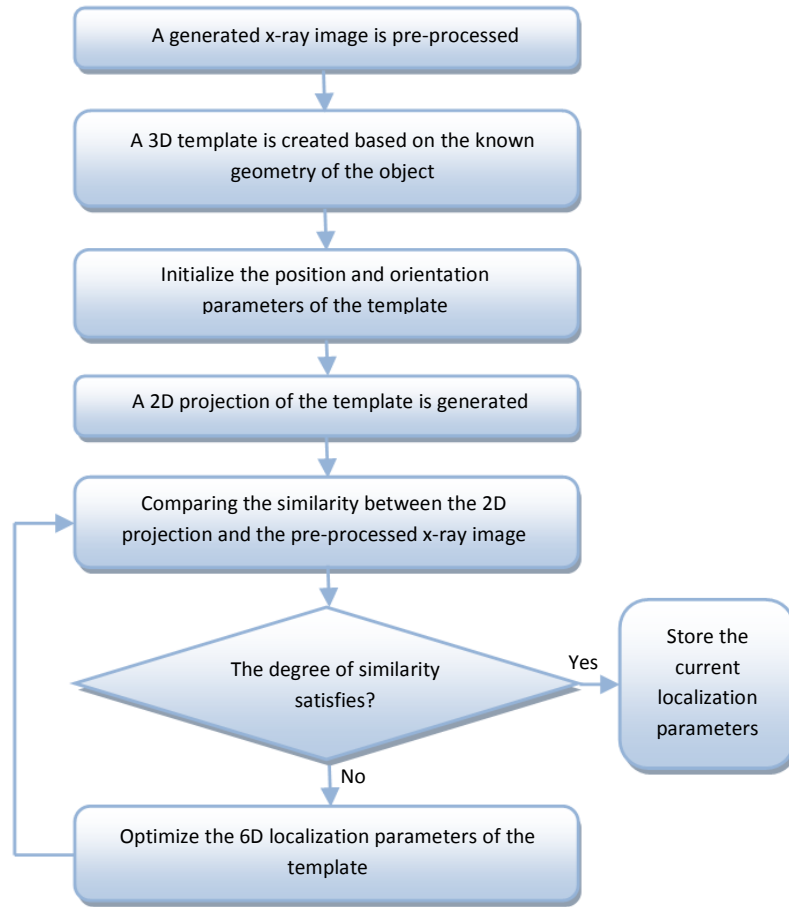 A generated x-ray image is pre-processed
A 3D template is created based on the known
geometry of the object
Initialize the position and orientation
parameters of the template
A 2D projection of the template is generated
Comparing the similarity between the 2D
projection and the pre-processed x-ray image
The degree of similarity
satisfies?
Yes
Store the
current
localization
parameters
No
Optimize the 6D localization parameters of the
template